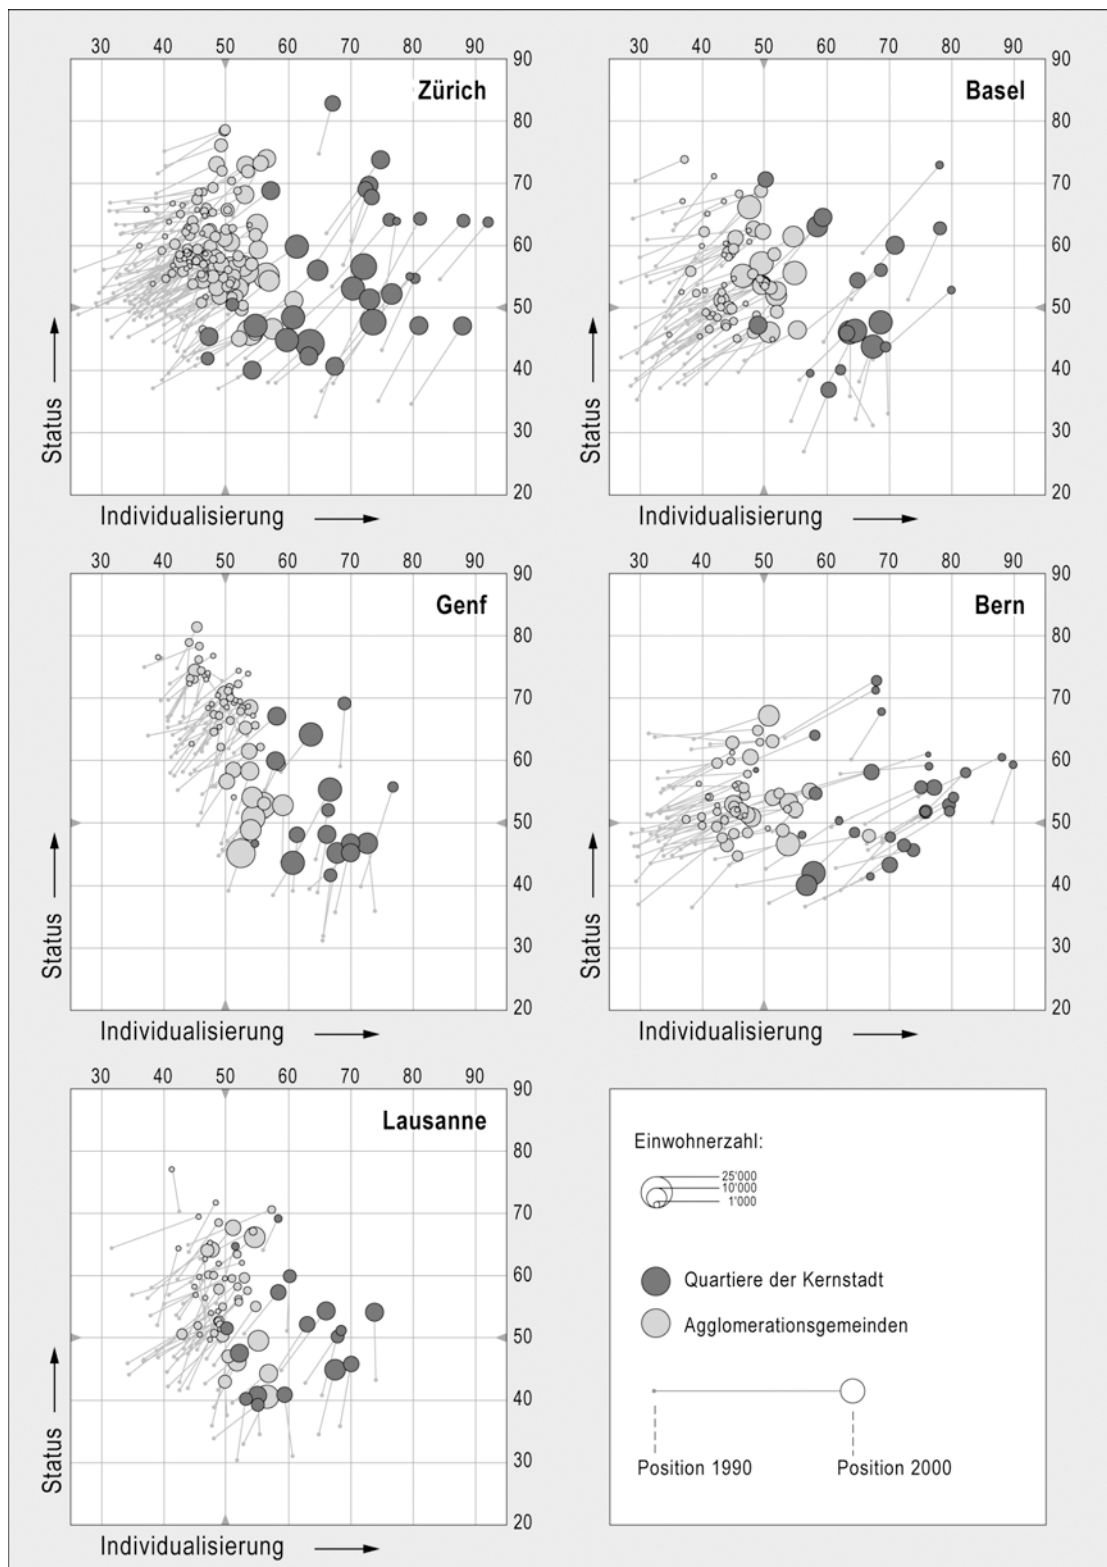 30 40 50 60 70 80 90
30 40 50 60 70 80 90
Zürich
90
80
70
60
50
40
30
20
Status
Individualisierung
Basel
90
80
70
60
50
40
30
20
Status
Individualisierung
30 40 50 60 70 80 90
30 40 50 60 70 80 90
Genf
90
80
70
60
50
40
30
20
Status
Individualisierung
Bern
90
80
70
60
50
40
30
20
Status
Individualisierung
30 40 50 60 70 80 90
Lausanne
90
80
70
60
50
40
30
20
Status
Individualisierung
Einwohnerzahl:
25'000
10'000
1'000
Quartiere der Kernstadt
Agglomerationsgemeinden
Position 1990
Position 2000